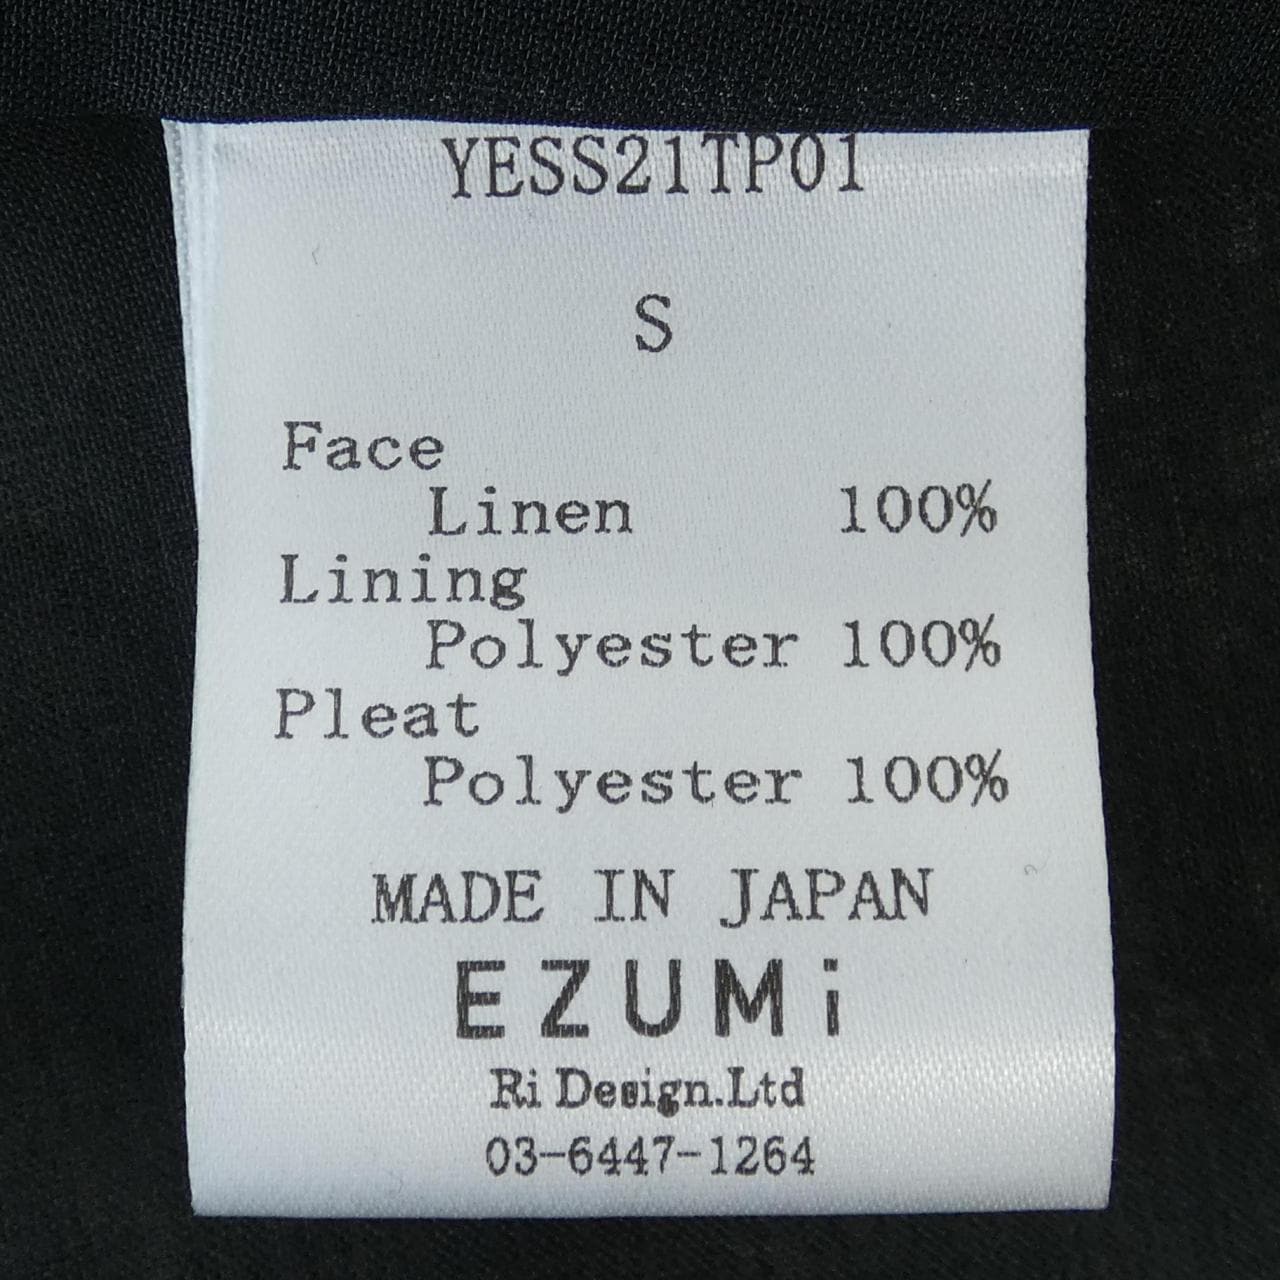 YESS21TP01
S
Face
Linen 100%
Lining
Polyester 100%
Pleat
Polyester 100%
MADE IN JAPAN
EZUMi
Ri Design.Ltd
03-6447-1264